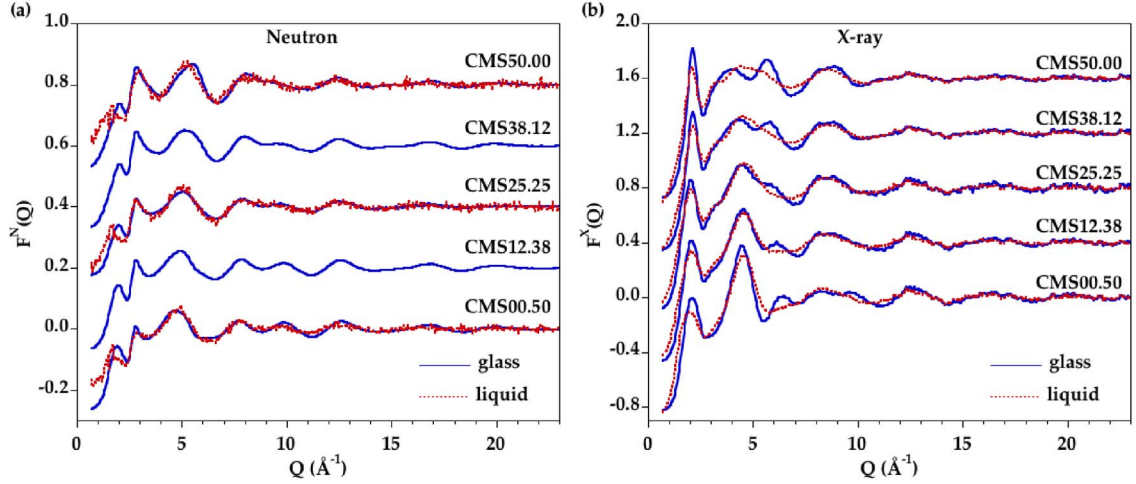 (a)
1.0
0.8
0.6
0.4
0.2
0.0
-0.2
F^N(Q)
Neutron
CMS50.00
CMS38.12
CMS25.25
CMS12.38
CMS00.50
glass
liquid
0 5 10 15 20
Q (Å⁻¹)
(b)
2.0
1.6
1.2
0.8
0.4
0.0
-0.4
-0.8
F^X(Q)
X-ray
CMS50.00
CMS38.12
CMS25.25
CMS12.38
CMS00.50
glass
liquid
0 5 10 15 20
Q (Å⁻¹)